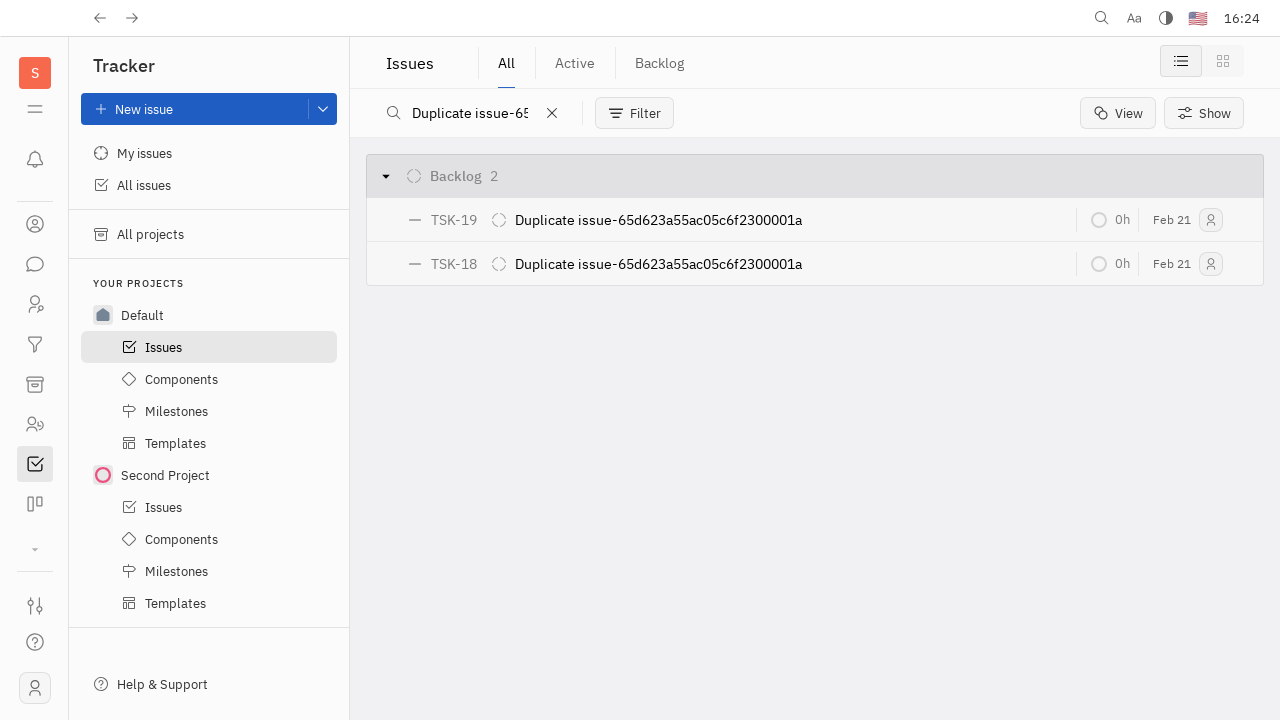 Aa
16:24
S
Tracker
New issue
My issues
All issues
All projects
YOUR PROJECTS
Default
Issues
Components
Milestones
Templates
Second Project
Issues
Components
Milestones
Templates
Help & Support
Issues
All
Active
Backlog
Duplicate issue-65
Filter
View
Show
Backlog 2
TSK-19 Duplicate issue-65d623a55ac05c6f2300001a 0h Feb 21
TSK-18 Duplicate issue-65d623a55ac05c6f2300001a 0h Feb 21